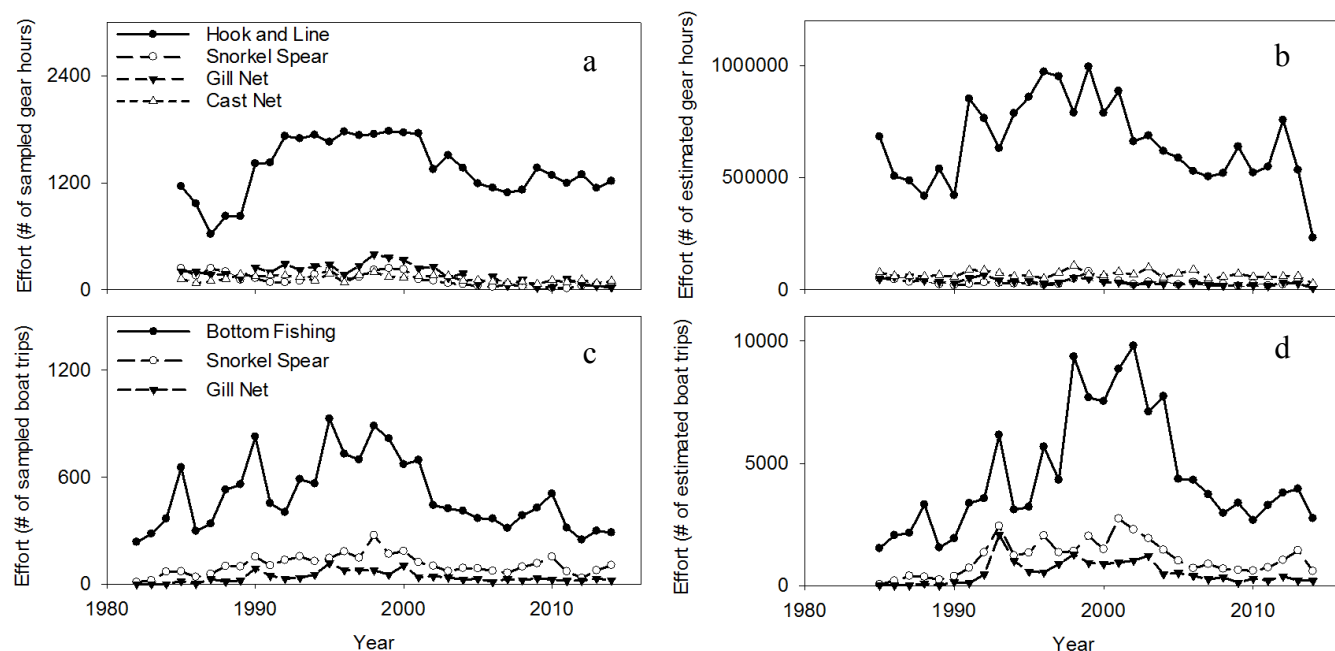 Effort (# of sampled gear hours)
2400
1200
0
Hook and Line
Snorkel Spear
Gill Net
Cast Net
a
Effort (# of estimated gear hours)
1000000
500000
0
b
Effort (# of sampled boat trips)
1200
600
0
Bottom Fishing
Snorkel Spear
Gill Net
c
1980
1990
2000
2010
Year
Effort (# of estimated boat trips)
10000
5000
0
d
1980
1990
2000
2010
Year